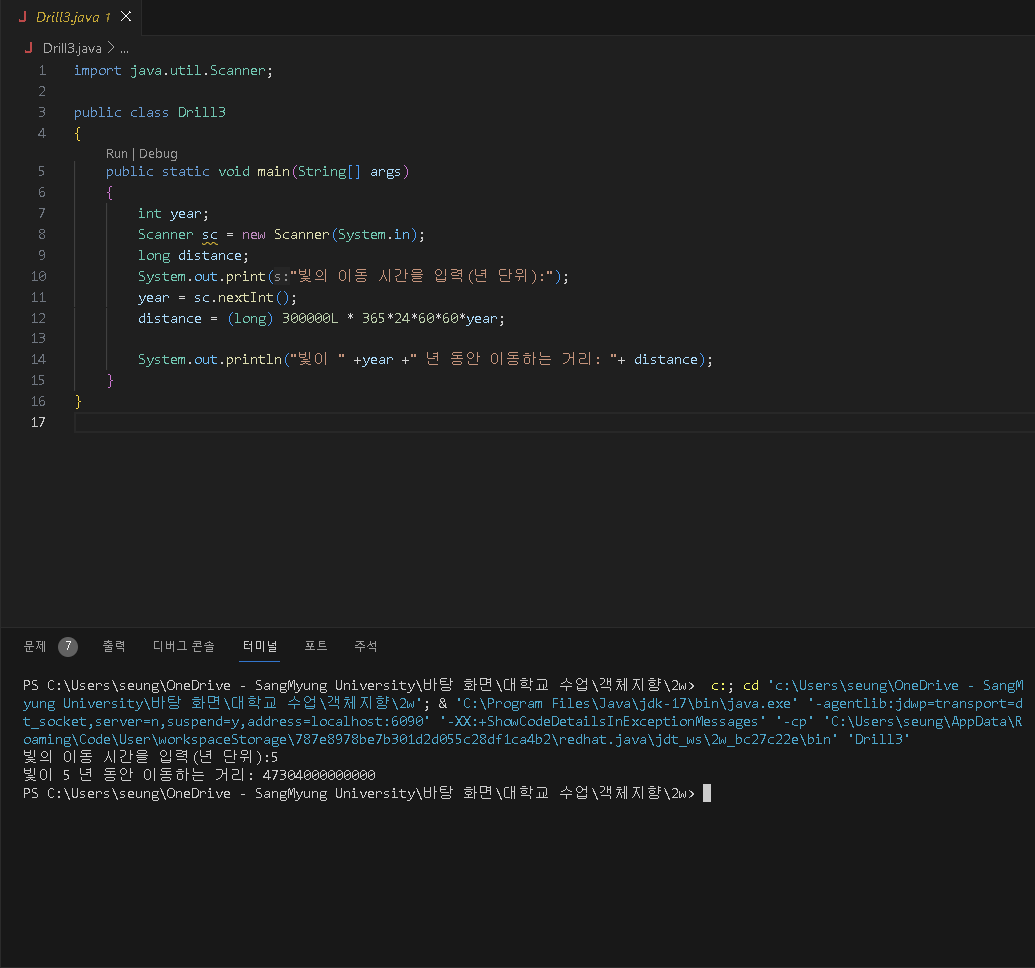 J Drill3.java 1 ×
J Drill3.java > ...
1 import java.util.Scanner;
2
3 public class Drill3
4 {
Run | Debug
5 public static void main(String[] args)
6 {
7 int year;
8 Scanner sc = new Scanner(System.in);
9 long distance;
10 System.out.print(s:"빛의 이동 시간을 입력(년 단위):");
11 year = sc.nextInt();
12 distance = (long) 300000L * 365*24*60*60*year;
13
14 System.out.println("빛이 " +year +" 년 동안 이동하는 거리: "+ distance);
15 }
16 }
17
문제 7 출력 디버그 콘솔 터미널 포트 주석
PS C:\Users\seung\OneDrive - SangMyung University\바탕 화면\대학교 수업\객체지향\2w> c:; cd 'c:\Users\seung\OneDrive - SangM
yung University\바탕 화면\대학교 수업\객체지향\2w'; & 'C:\Program Files\Java\jdk-17\bin\java.exe' '-agentlib:jdwp=transport=d
t_socket,server=n,suspend=y,address=localhost:6090' '-XX:+ShowCodeDetailsInExceptionMessages' '-cp' 'C:\Users\seung\AppData\R
oaming\Code\User\workspaceStorage\787e8978be7b301d2d055c28df1ca4b2\redhat.java\jdt_ws\2w_bc27c22e\bin' 'Drill3'
빛의 이동 시간을 입력(년 단위):5
빛이 5 년 동안 이동하는 거리: 47304000000000
PS C:\Users\seung\OneDrive - SangMyung University\바탕 화면\대학교 수업\객체지향\2w>